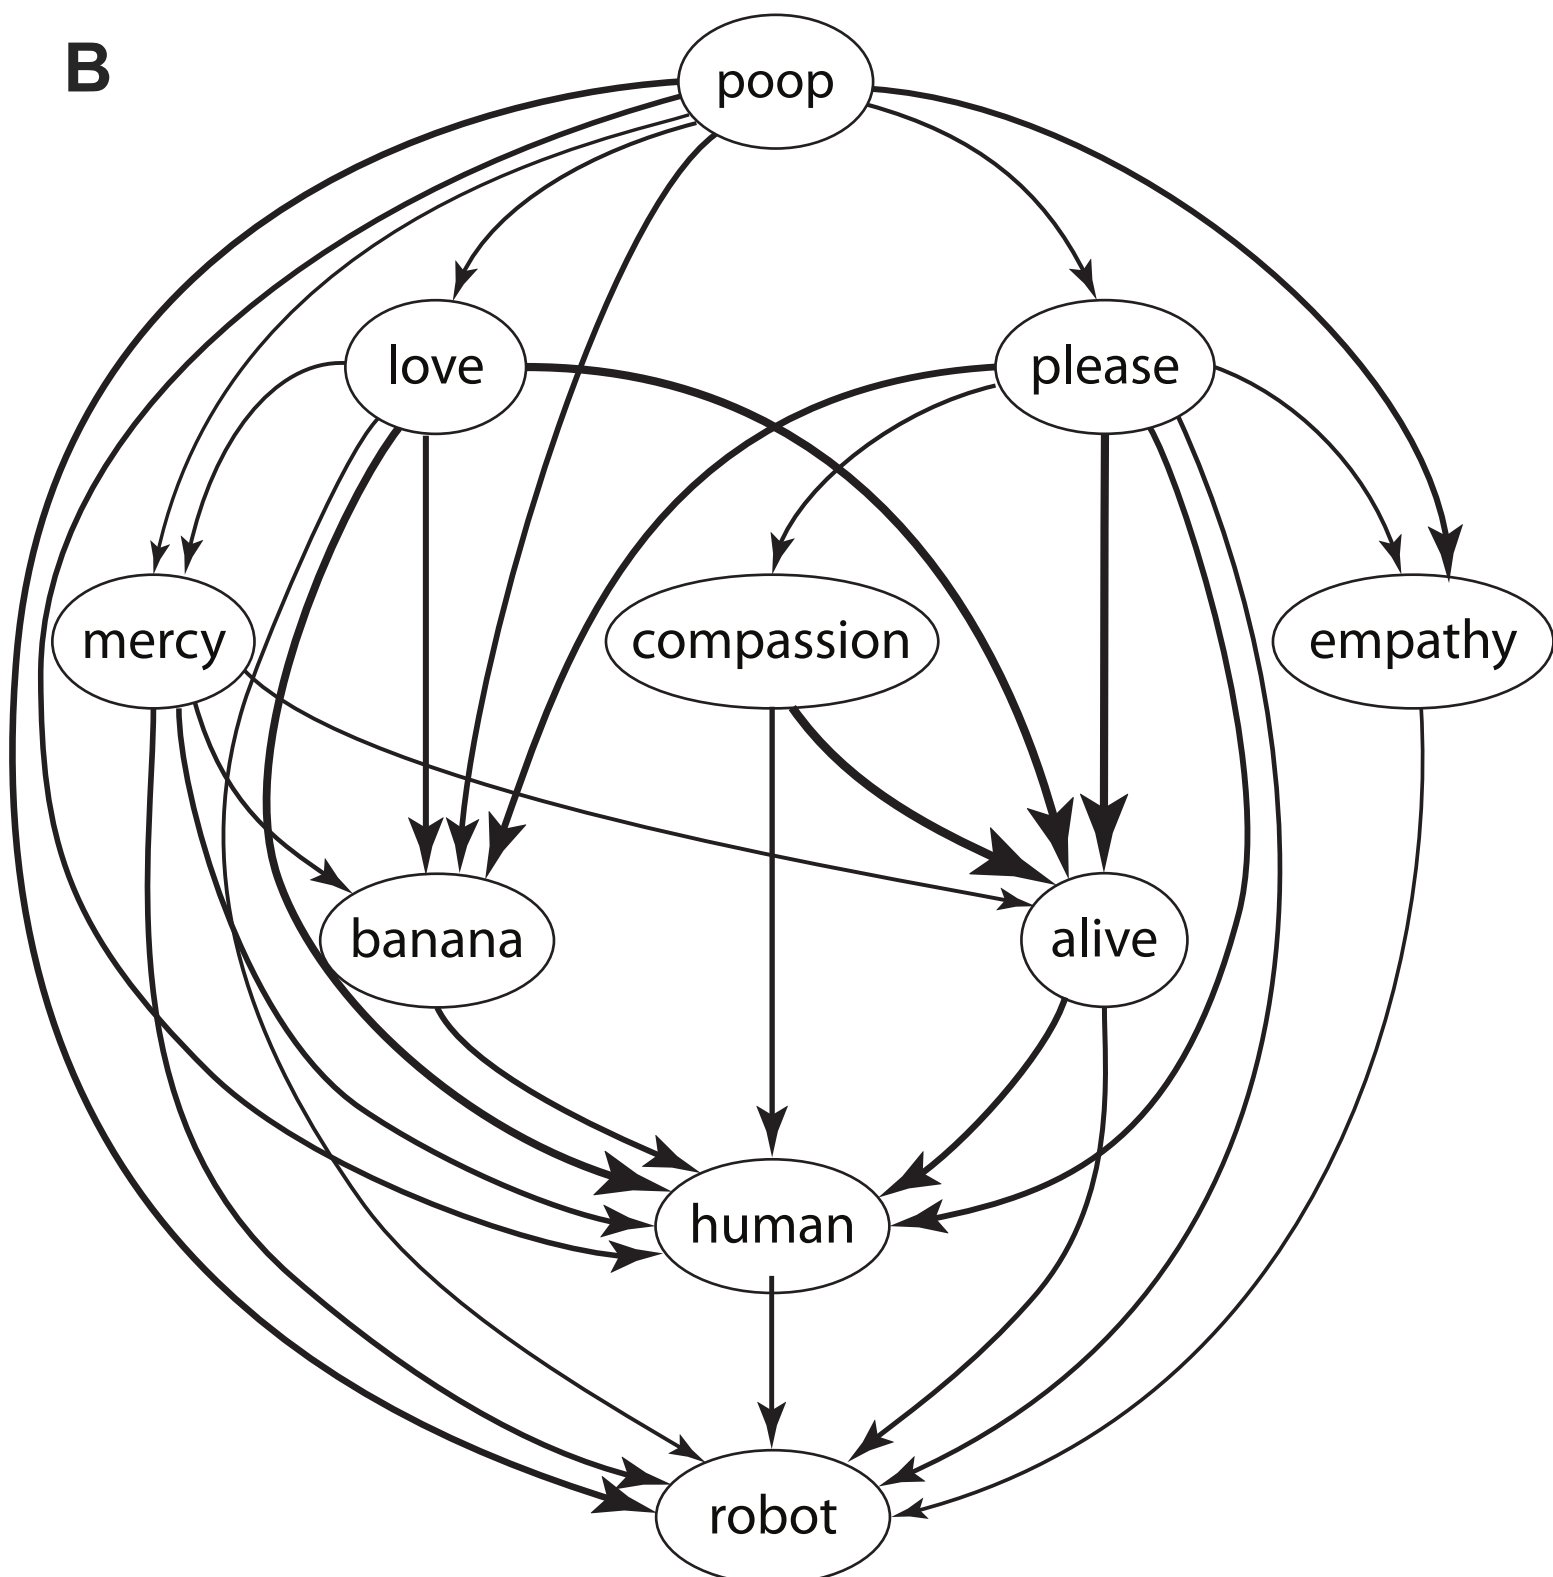 B
poop
love
please
mercy
compassion
empathy
banana
alive
human
robot